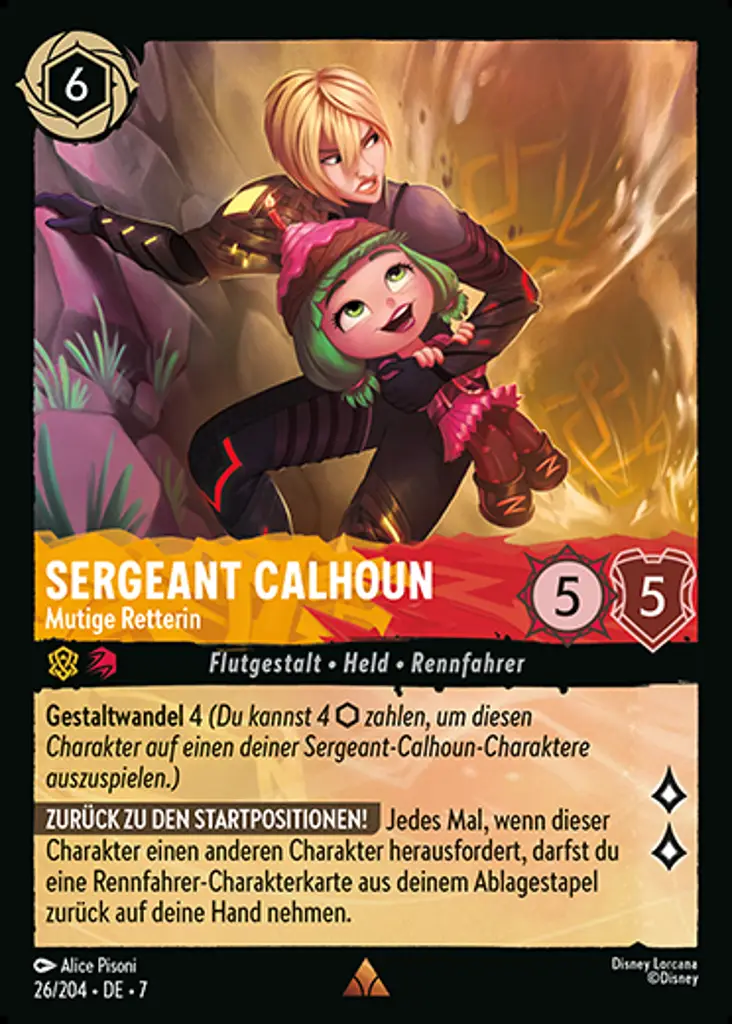 6
SERGEANT CALHOUN
Mutige Retterin
5
5
Flutgestalt • Held • Rennfahrer
Gestaltwandel 4 (Du kannst 4 ⬡ zahlen, um diesen
Charakter auf einen deiner Sergeant-Calhoun-Charaktere
auszuspielen.)
ZURÜCK ZU DEN STARTPOSITIONEN! Jedes Mal, wenn dieser
Charakter einen anderen Charakter herausfordert, darfst du
eine Rennfahrer-Charakterkarte aus deinem Ablagestapel
zurück auf deine Hand nehmen.
Alice Pisoni
26/204 • DE • 7
Disney Lorcana
©Disney